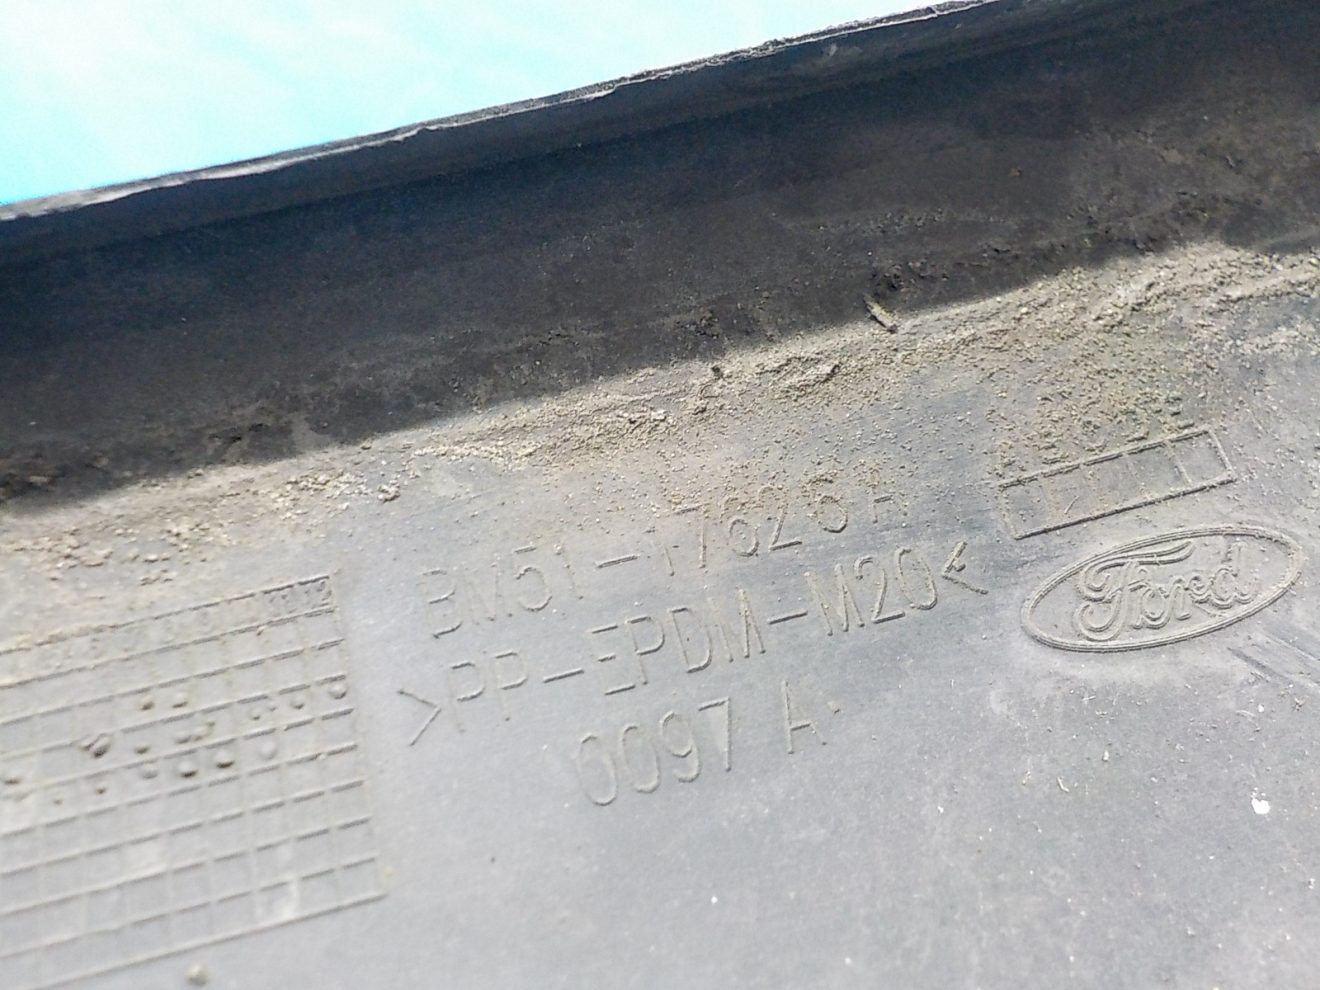 BM51-17626 A
>PP-EPDM-M20<
0097 A
Ford